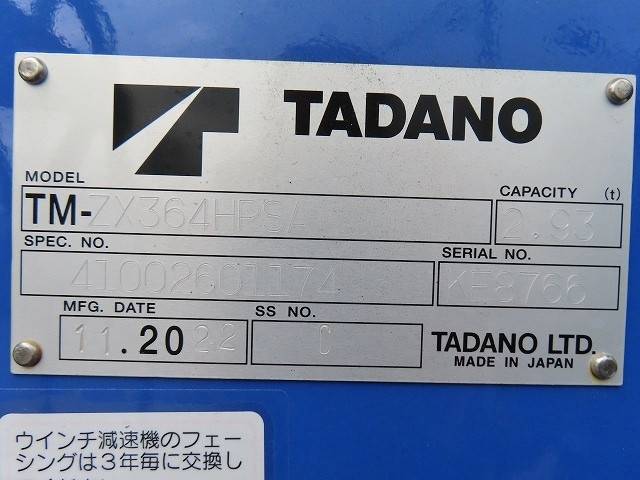 TADANO
MODEL
TM-ZX364HPSA
CAPACITY (t)
2.93
SPEC. NO.
41002601174
SERIAL NO.
KE8766
MFG. DATE
11.2022
SS NO.
C
TADANO LTD.
MADE IN JAPAN
ウインチ減速機のフェー
シングは3年毎に交換し